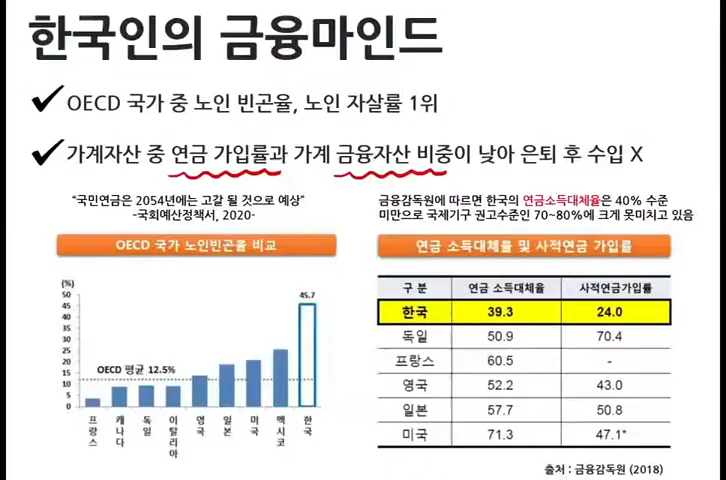 한국인의 금융마인드
OECD 국가 중 노인 빈곤율, 노인 자살률 1위
가계자산 중 연금 가입률과 가계 금융자산 비중이 낮아 은퇴 후 수입 X
"국민연금은 2054년에는 고갈 될 것으로 예상"
-국회예산정책서, 2020-
금융감독원에 따르면 한국의 연금소득대체율은 40% 수준
미만으로 국제기구 권고수준인 70~80%에 크게 못미치고 있음
OECD 국가 노인빈곤율 비교
(%)
50
45
40
35
30
25
20
15
10
5
0
45.7
OECD 평균 12.5%
프랑스
캐나다
독일
이탈리아
영국
일본
미국
멕시코
한국
연금 소득대체율 및 사적연금 가입률
구 분 연금 소득대체율 사적연금가입률
한국 39.3 24.0
독일 50.9 70.4
프랑스 60.5 -
영국 52.2 43.0
일본 57.7 50.8
미국 71.3 47.1*
출처 : 금융감독원 (2018)